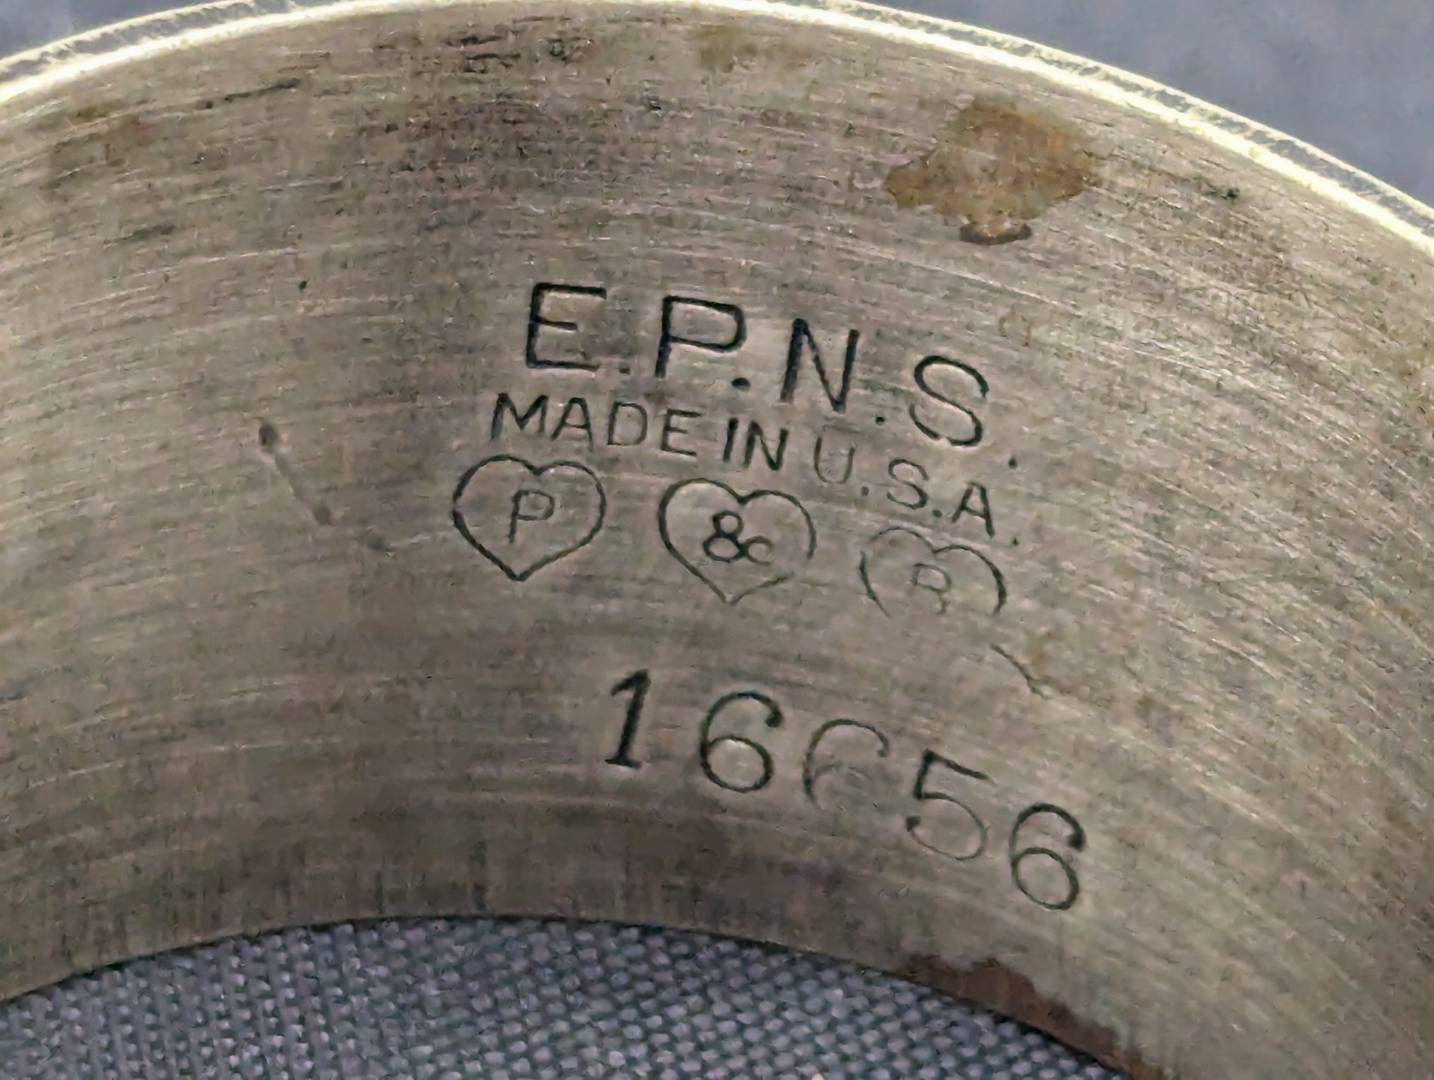 E.P.N.S.
MADE IN U.S.A.
P & B
16656